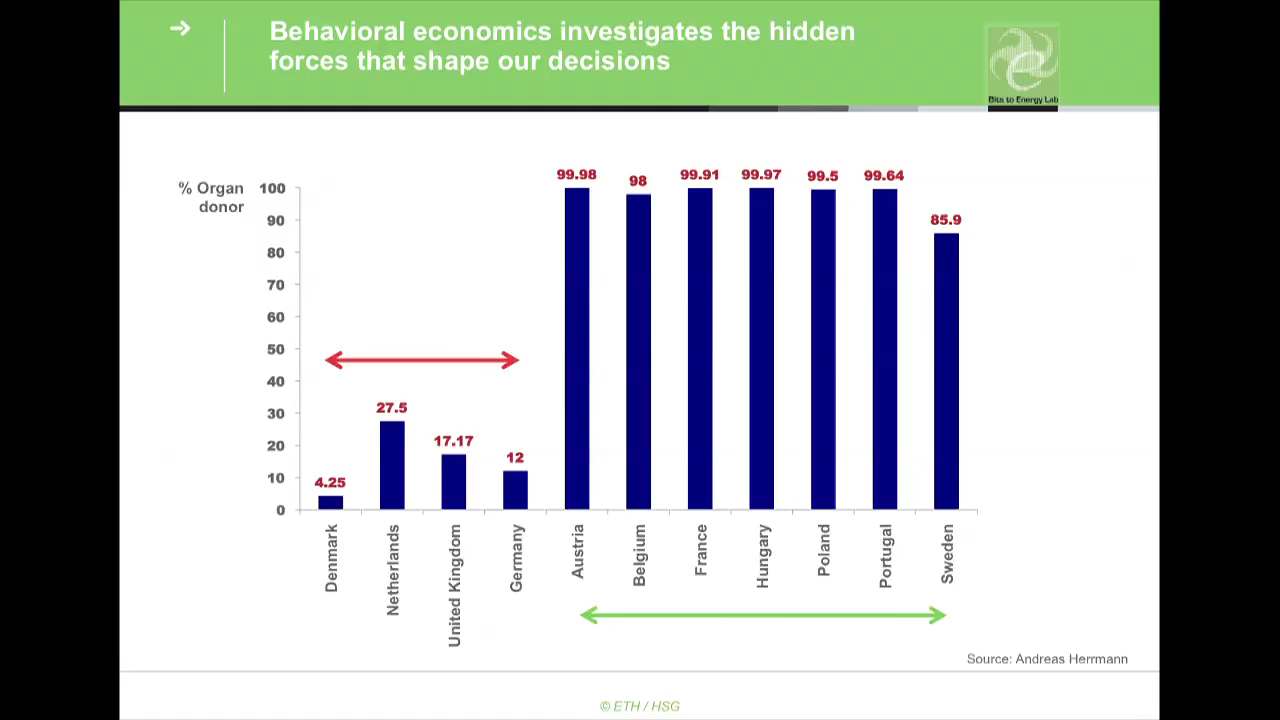 Behavioral economics investigates the hidden
forces that shape our decisions
Bits to Energy Lab
% Organ
donor
100
90
80
70
60
50
40
30
20
10
0
4.25
27.5
17.17
12
99.98
98
99.91
99.97
99.5
99.64
85.9
Denmark
Netherlands
United Kingdom
Germany
Austria
Belgium
France
Hungary
Poland
Portugal
Sweden
Source: Andreas Herrmann
© ETH / HSG